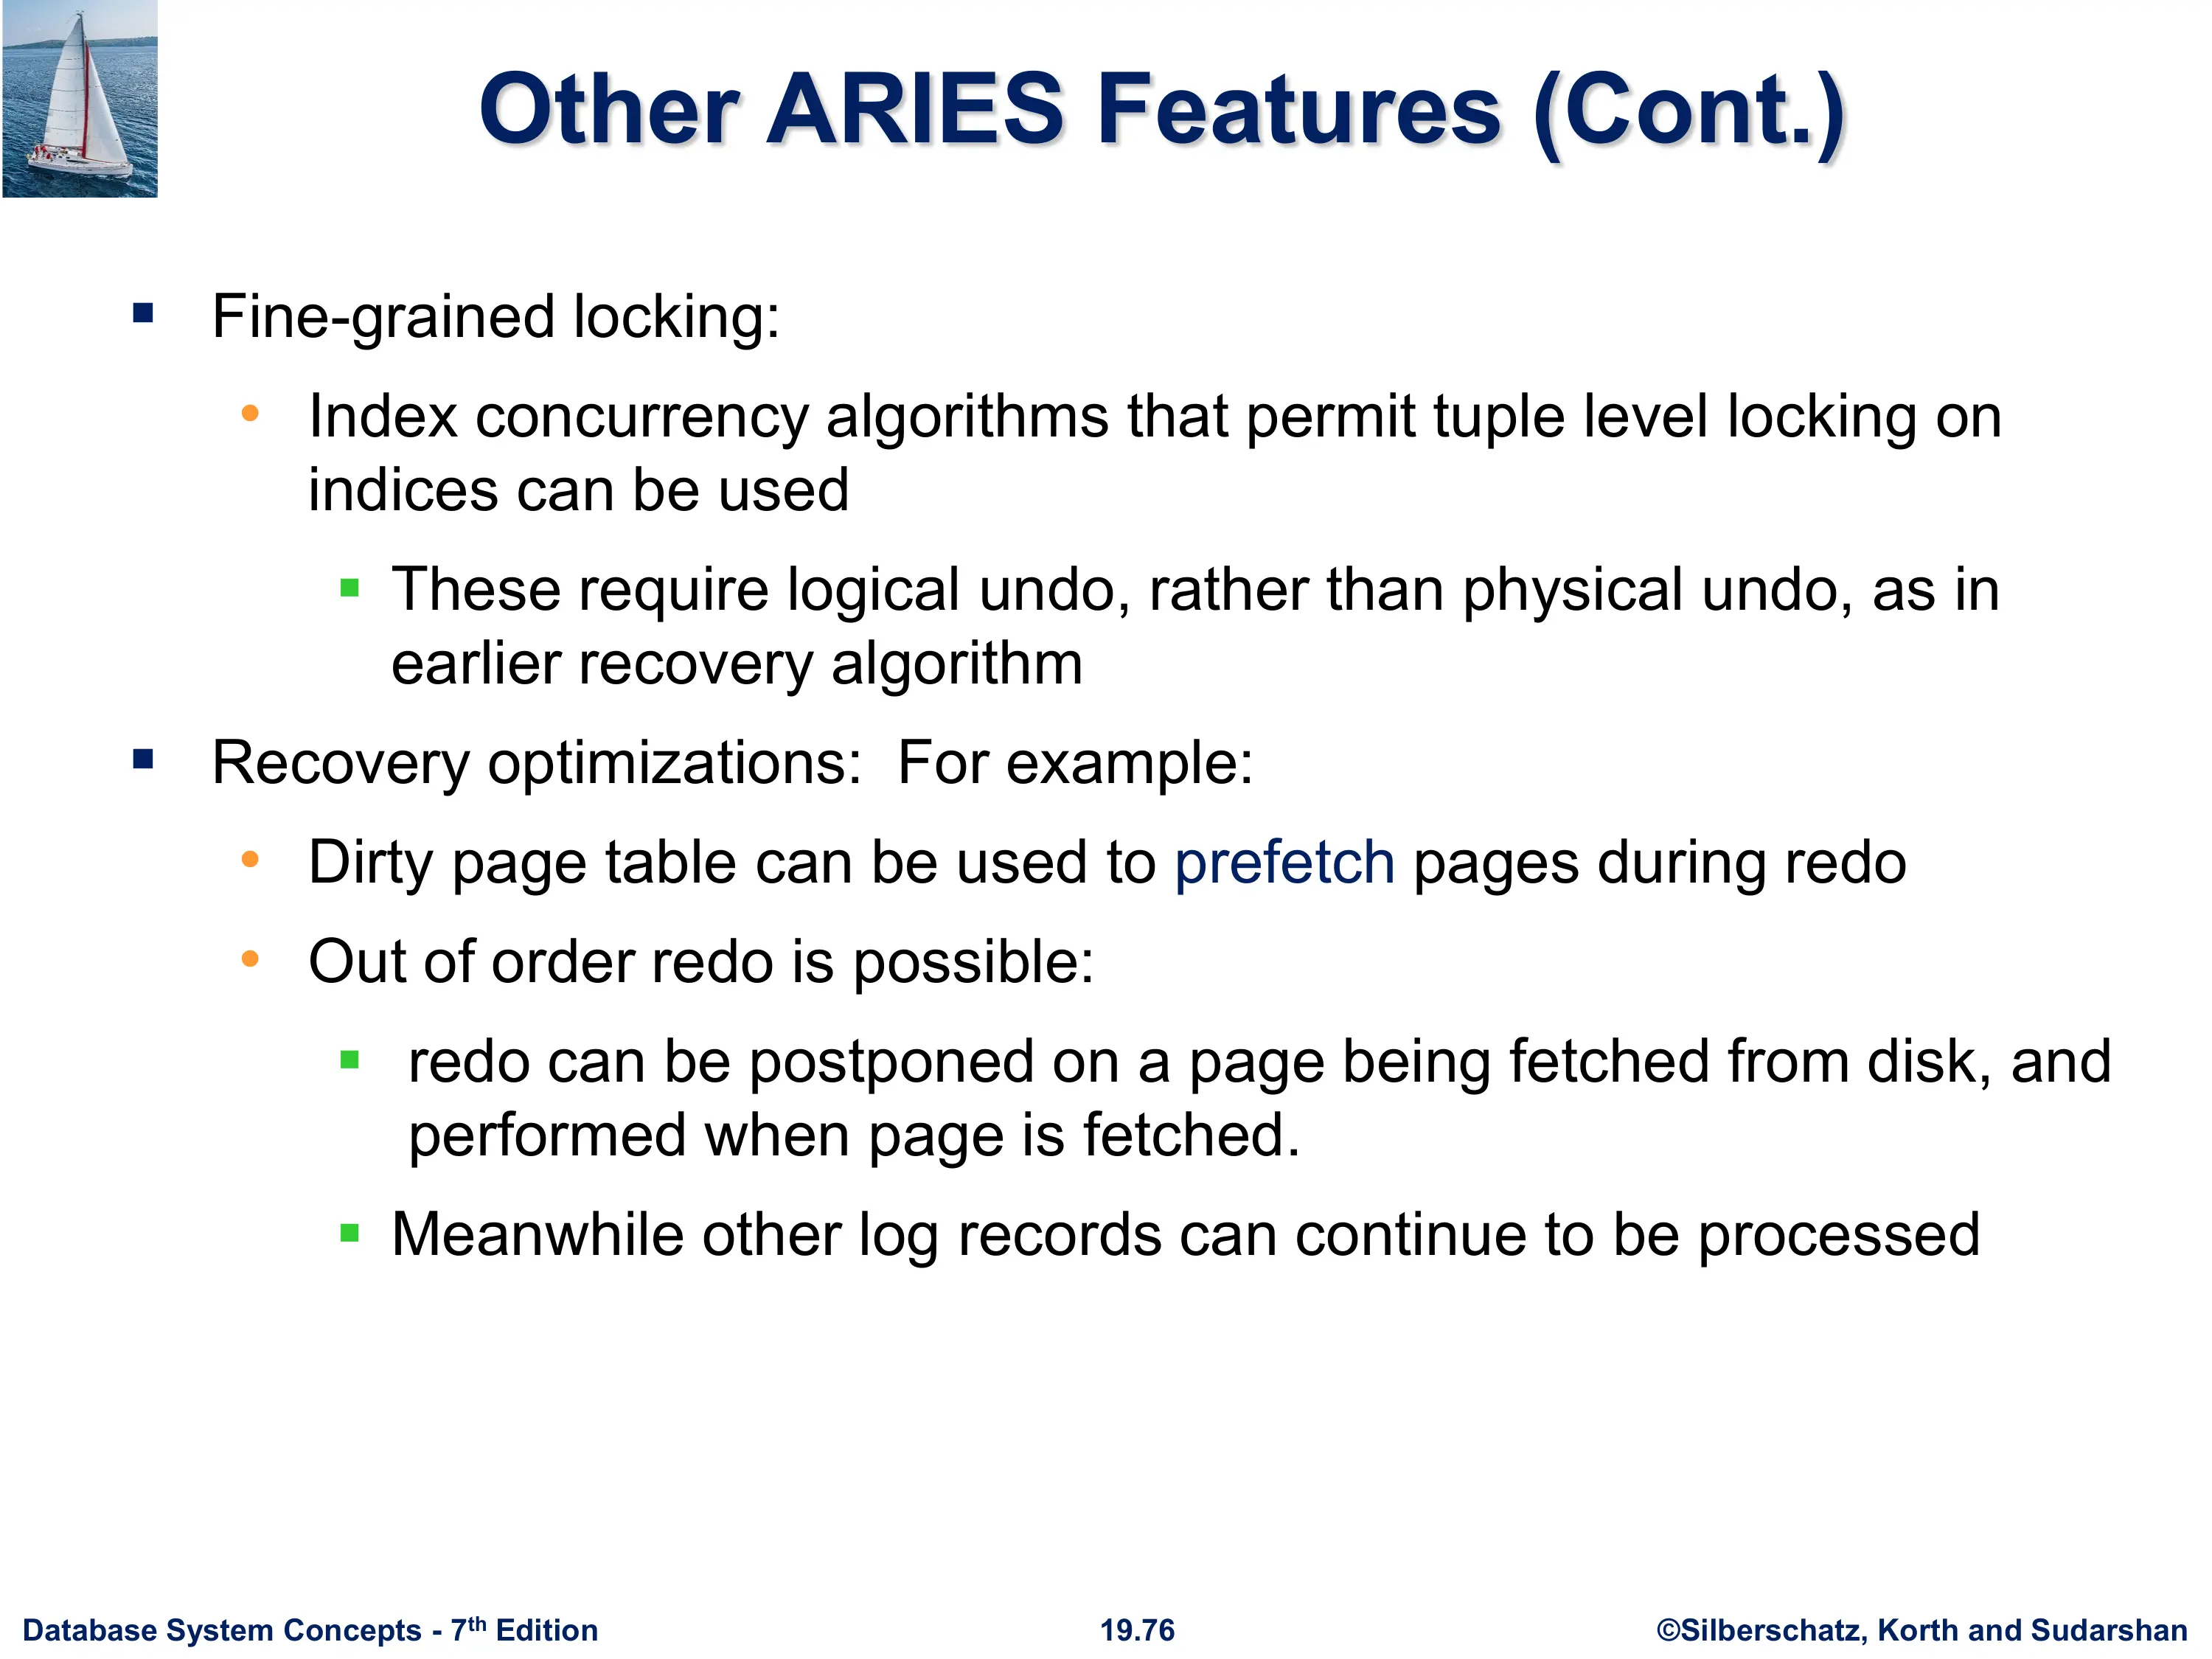 Other ARIES Features (Cont.)
Fine-grained locking:
Index concurrency algorithms that permit tuple level locking on
indices can be used
These require logical undo, rather than physical undo, as in
earlier recovery algorithm
Recovery optimizations:  For example:
Dirty page table can be used to prefetch pages during redo
Out of order redo is possible:
redo can be postponed on a page being fetched from disk, and
performed when page is fetched.
Meanwhile other log records can continue to be processed
Database System Concepts - 7th Edition
19.76
©Silberschatz, Korth and Sudarshan